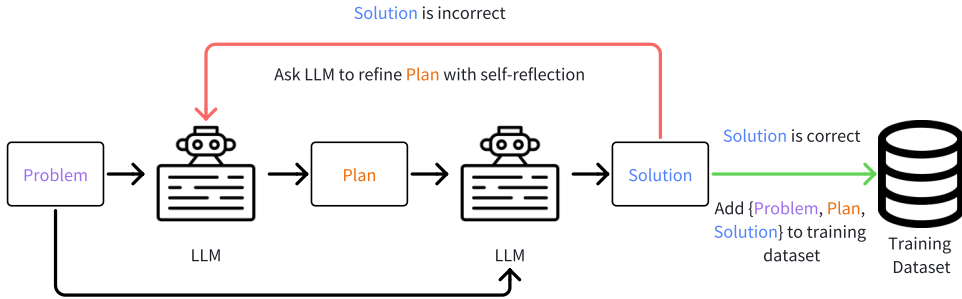 Solution is incorrect
Ask LLM to refine Plan with self-reflection
Problem
LLM
Plan
LLM
Solution
Solution is correct
Add {Problem, Plan,
Solution} to training
dataset
Training
Dataset